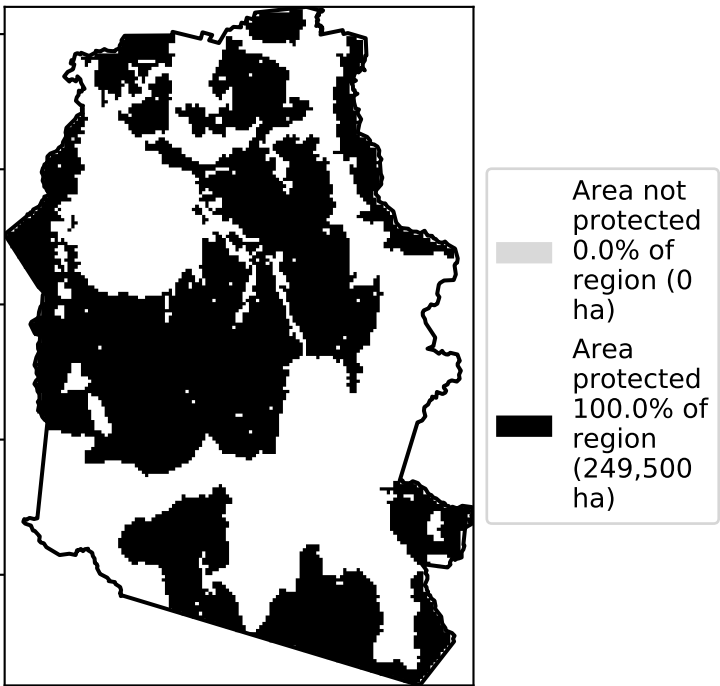 Area not
protected
0.0% of
region (0
ha)
Area
protected
100.0% of
region
(249,500
ha)